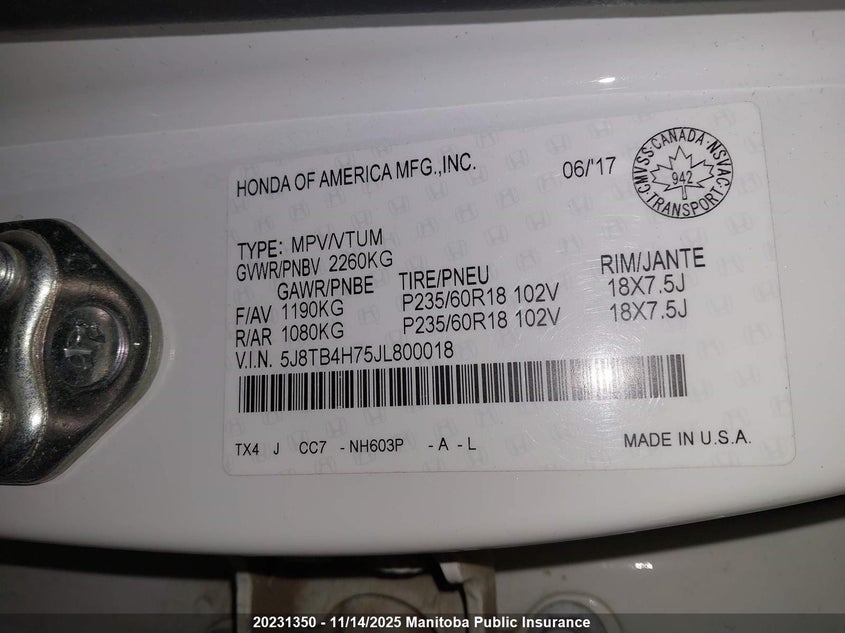 HONDA OF AMERICA MFG.,INC. 06/'17
CMVSS·CANADA·NSVAC
942
TRANSPORT
TYPE: MPV/VTUM
GVWR/PNBV 2260KG
GAWR/PNBE TIRE/PNEU RIM/JANTE
F/AV 1190KG P235/60R18 102V 18X7.5J
R/AR 1080KG P235/60R18 102V 18X7.5J
V.I.N. 5J8TB4H75JL800018
TX4 J CC7 -NH603P -A-L MADE IN U.S.A.
20231350 - 11/14/2025 Manitoba Public Insurance